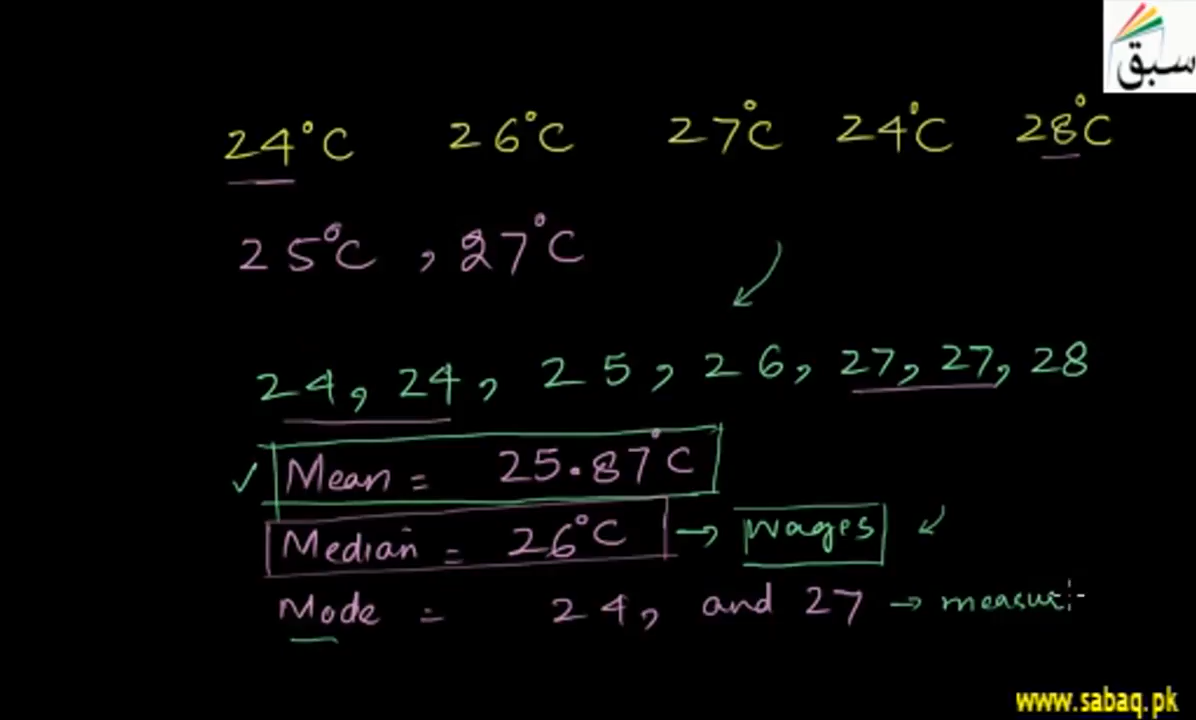 سبق
24°C 26°C 27°C 24°C 28°C
25°C , 27°C
24, 24, 25, 26, 27, 27, 28
✓ Mean = 25.87°C
Median = 26°C → Wages
Mode = 24, and 27 → measu
www.sabaq.pk